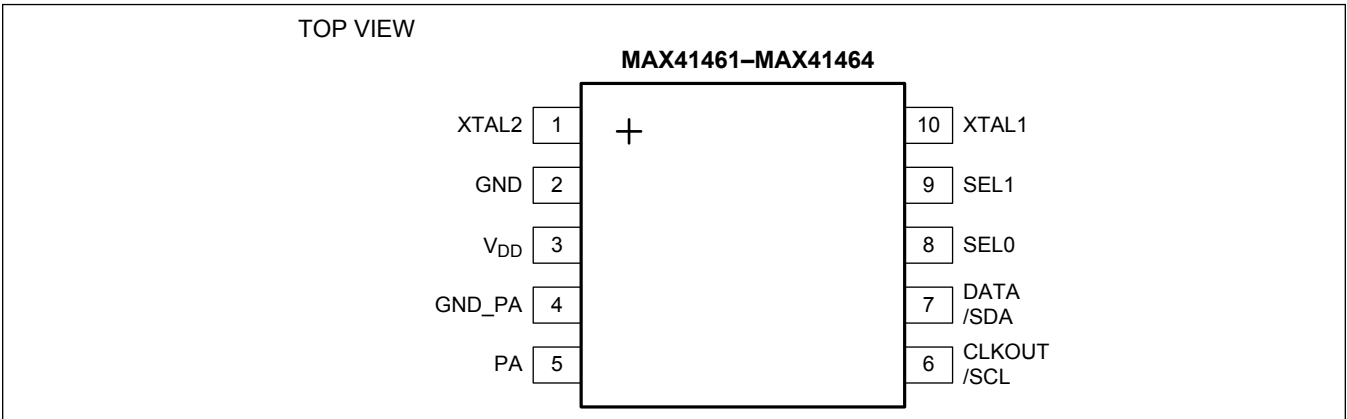 TOP VIEW
MAX41461–MAX41464
XTAL2 1 + 10 XTAL1
GND 2 9 SEL1
VDD 3 8 SEL0
GND_PA 4 7 DATA
/SDA
PA 5 6 CLKOUT
/SCL